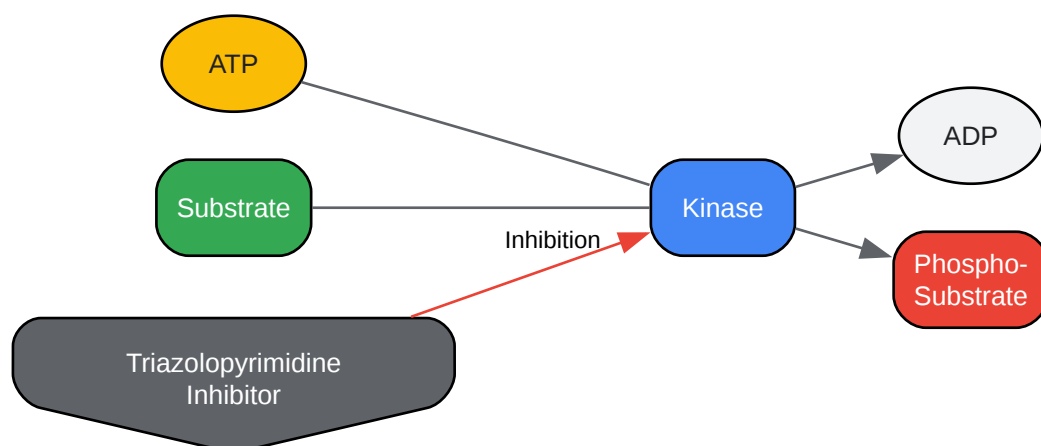 ATP
ADP
Substrate
Kinase
Inhibition
Phospho-
Substrate
Triazolopyrimidine
Inhibitor